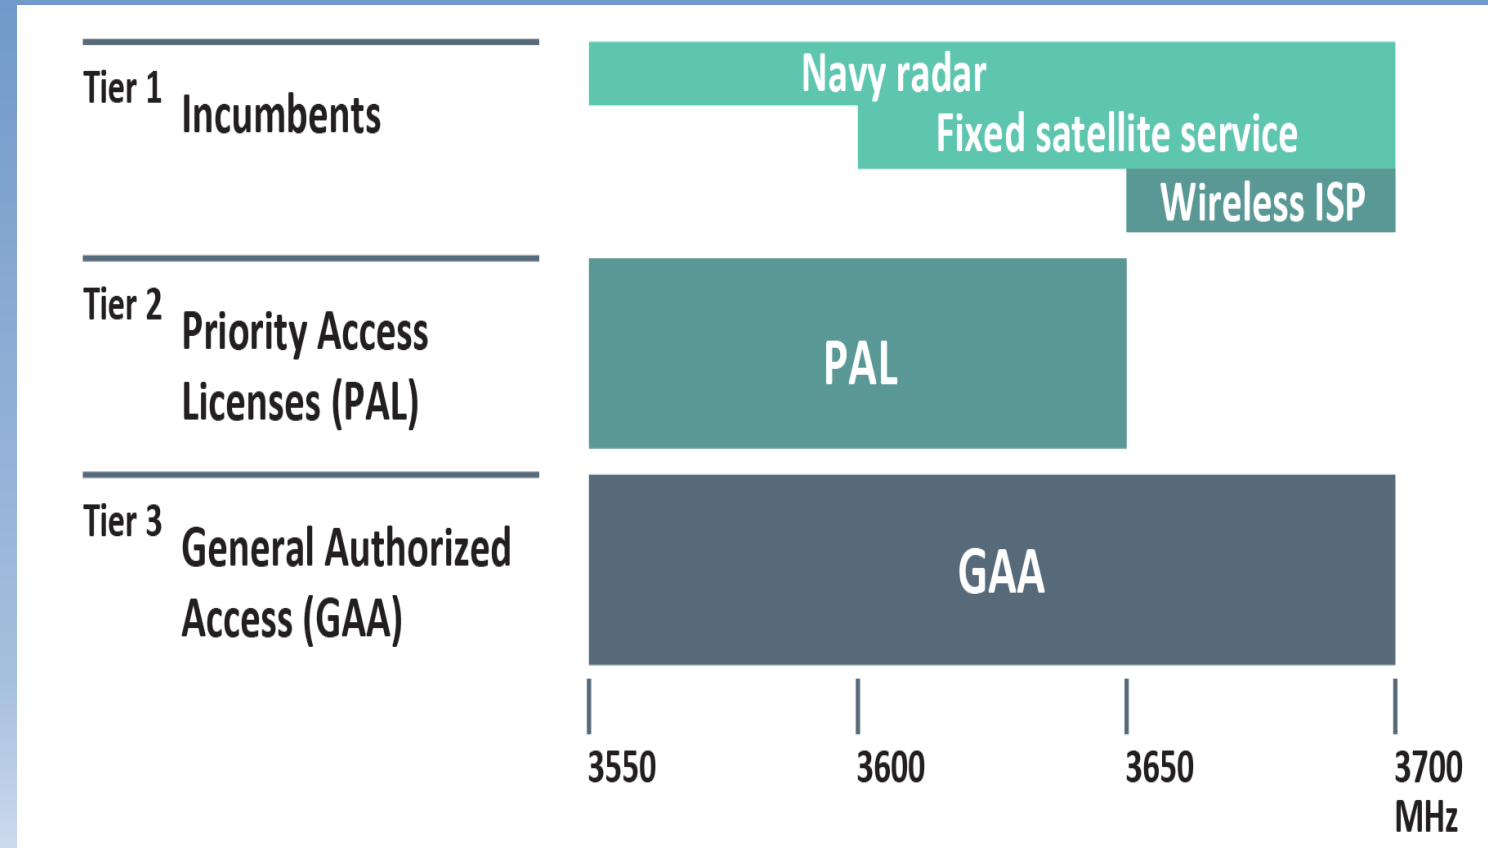 Tier 1
Incumbents
Navy radar
Fixed satellite service
Wireless ISP
Tier 2
Priority Access
Licenses (PAL)
PAL
Tier 3
General Authorized
Access (GAA)
GAA
3550
3600
3650
3700
MHz